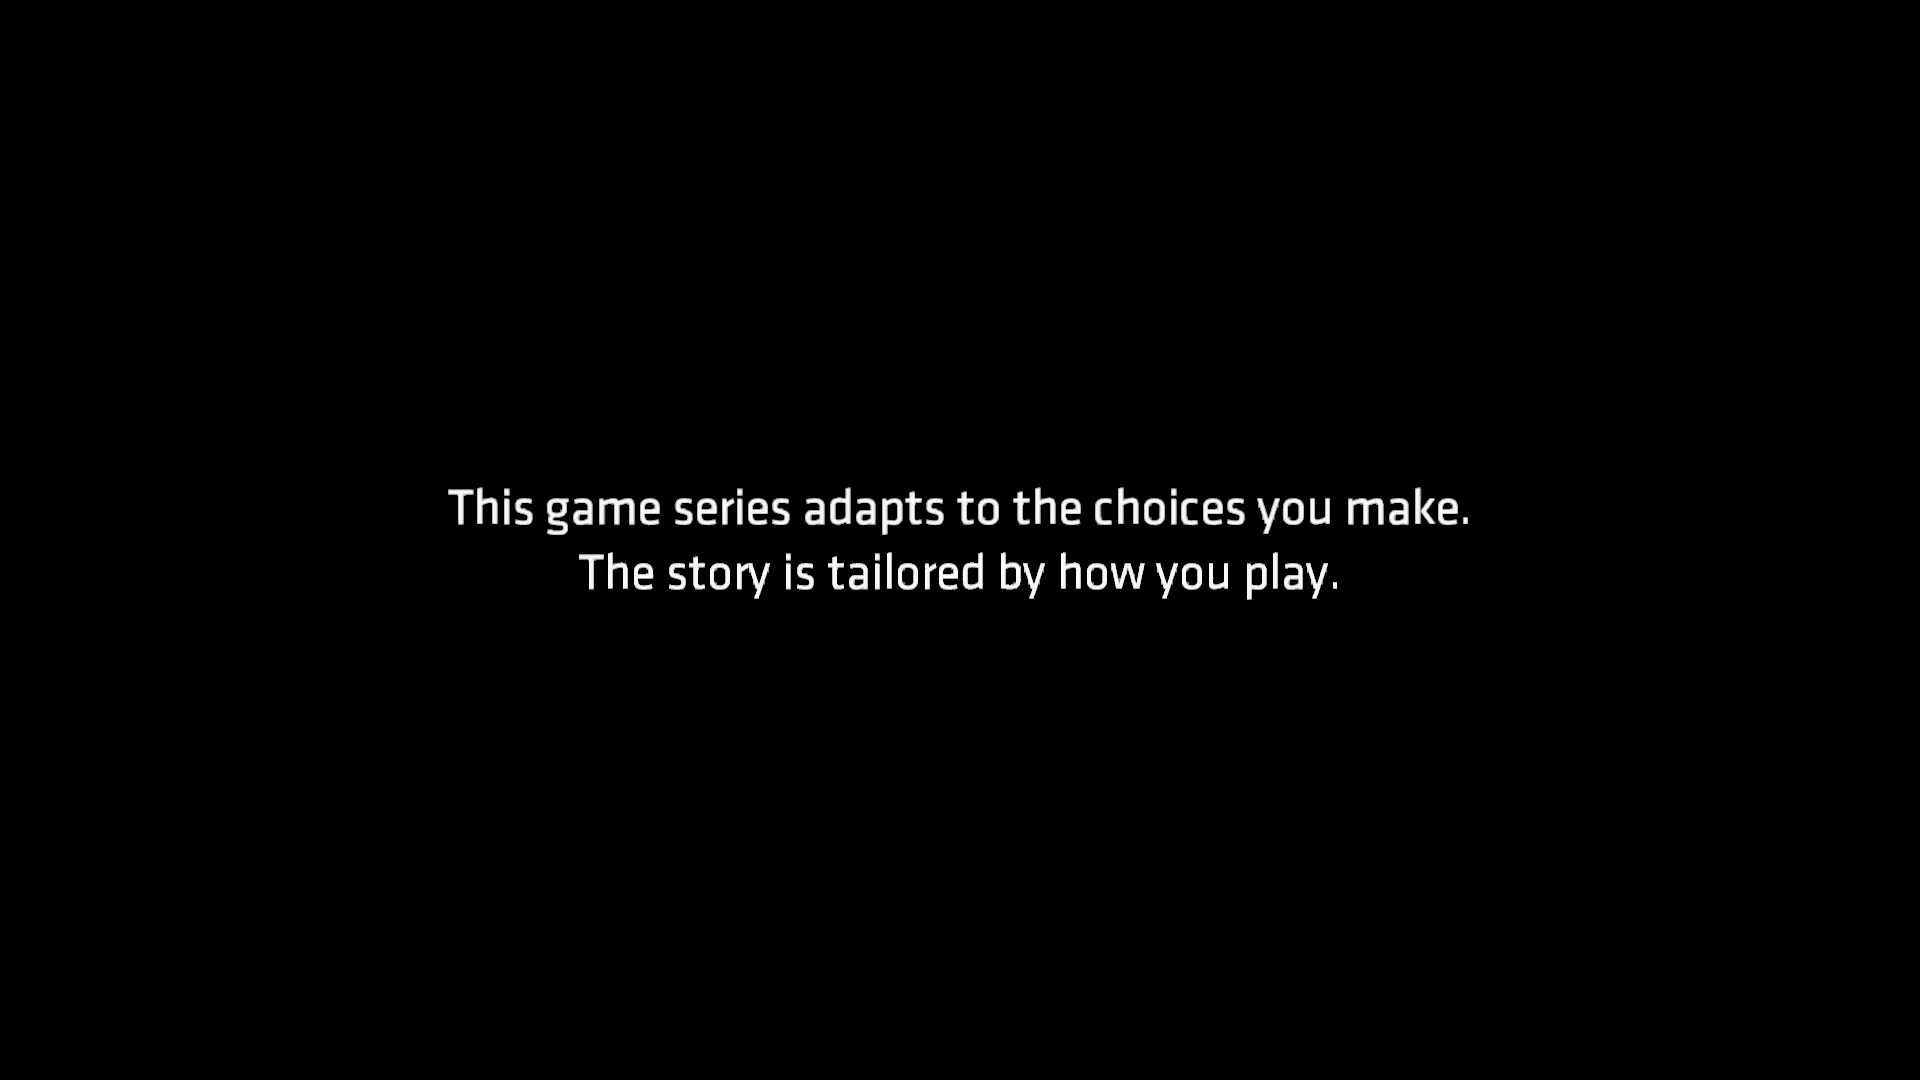 This game series adapts to the choices you make.
The story is tailored by how you play.